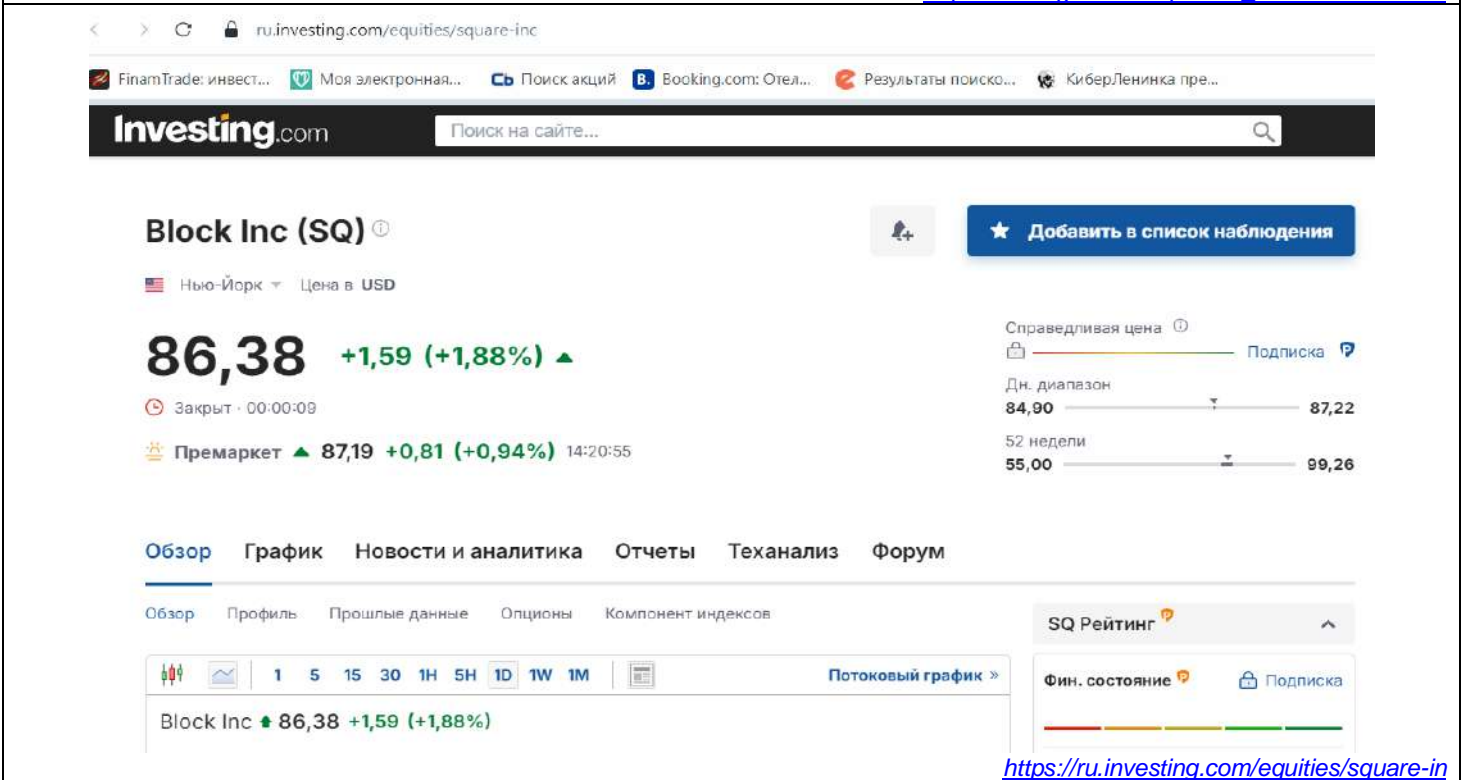 ru.investing.com/equities/square-inc
FinamTrade: инвест... Моя электронная... Сb Поиск акций B. Booking.com: Отел... Результаты поиско... КиберЛенинка пре...
Investing.com Поиск на сайте...
Block Inc (SQ)
Добавить в список наблюдения
Нью-Йорк Цена в USD
86,38 +1,59 (+1,88%)
Закрыт · 00:00:09
Премаркет 87,19 +0,81 (+0,94%) 14:20:55
Справедливая цена
Подписка
Дн. диапазон
84,90 87,22
52 недели
55,00 99,26
Обзор График Новости и аналитика Отчеты Теханализ Форум
Обзор Профиль Прошлые данные Опционы Компонент индексов
SQ Рейтинг
1 5 15 30 1H 5H 1D 1W 1M Потоковый график »
Фин. состояние Подписка
Block Inc 86,38 +1,59 (+1,88%)
https://ru.investing.com/equities/square-in